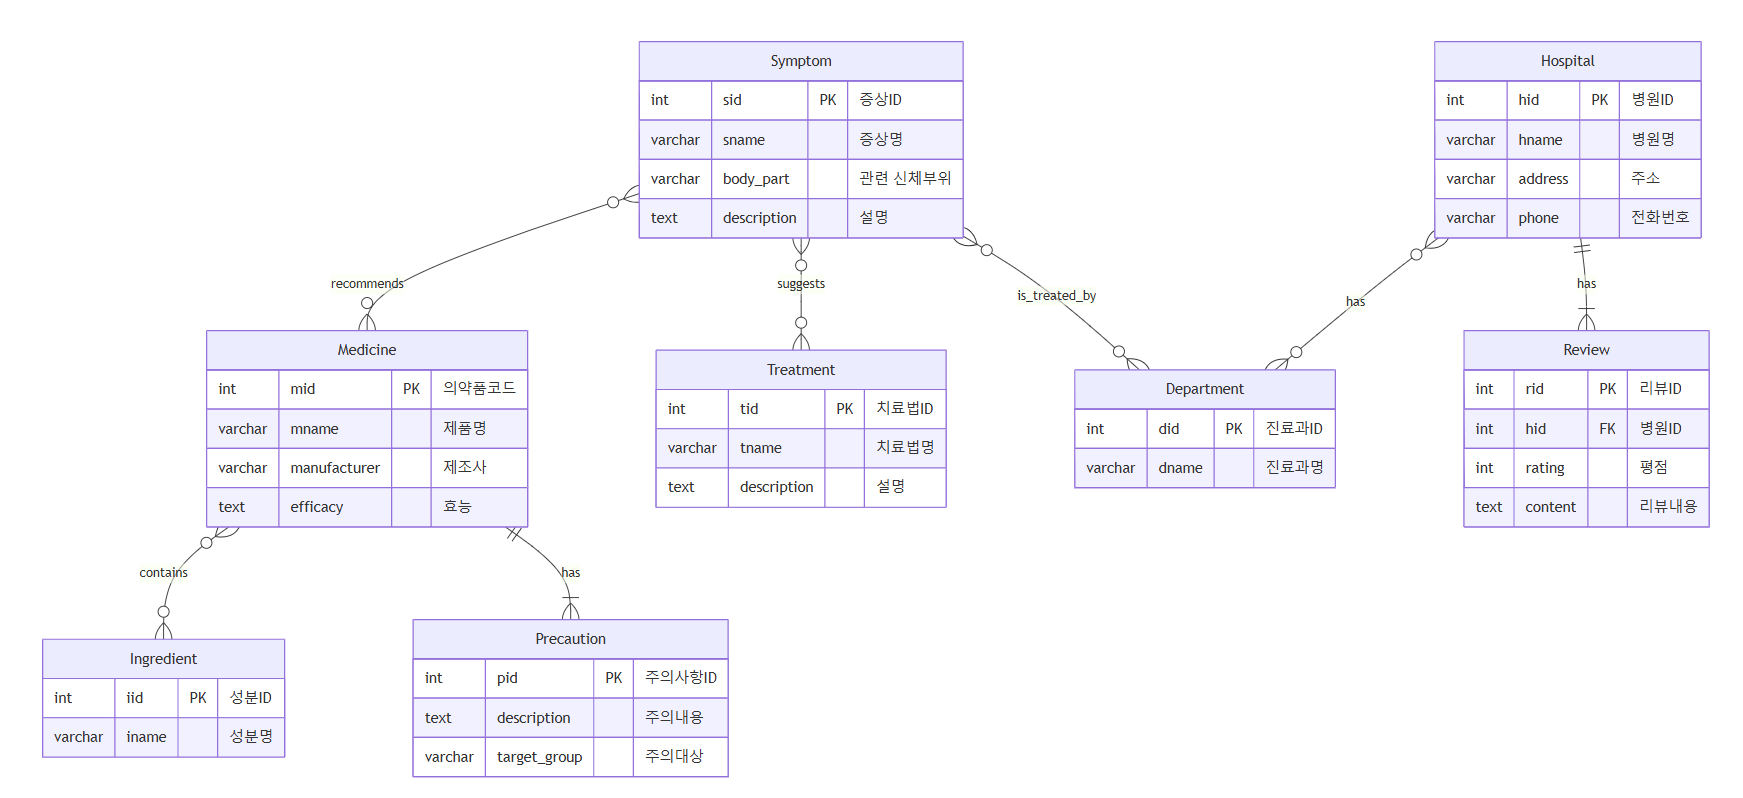 Symptom
int sid PK 증상ID
varchar sname 증상명
varchar body_part 관련 신체부위
text description 설명
Hospital
int hid PK 병원ID
varchar hname 병원명
varchar address 주소
varchar phone 전화번호
recommends
suggests
is_treated_by
has
has
Medicine
int mid PK 의약품코드
varchar mname 제품명
varchar manufacturer 제조사
text efficacy 효능
Treatment
int tid PK 치료법ID
varchar tname 치료법명
text description 설명
Department
int did PK 진료과ID
varchar dname 진료과명
Review
int rid PK 리뷰ID
int hid FK 병원ID
int rating 평점
text content 리뷰내용
contains
has
Ingredient
int iid PK 성분ID
varchar iname 성분명
Precaution
int pid PK 주의사항ID
text description 주의내용
varchar target_group 주의대상